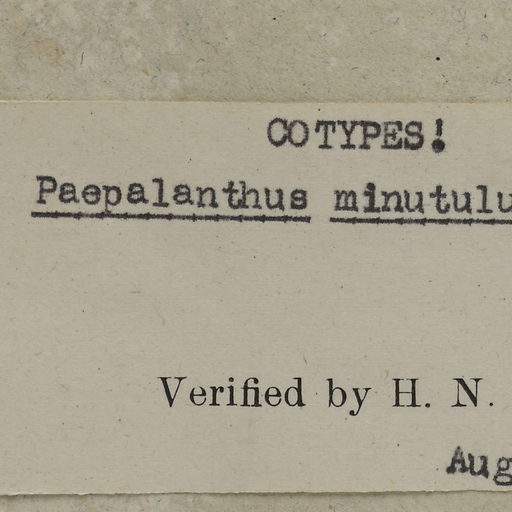 COTYPES!
Paepalanthus minutulu
Verified by H. N.
Aug